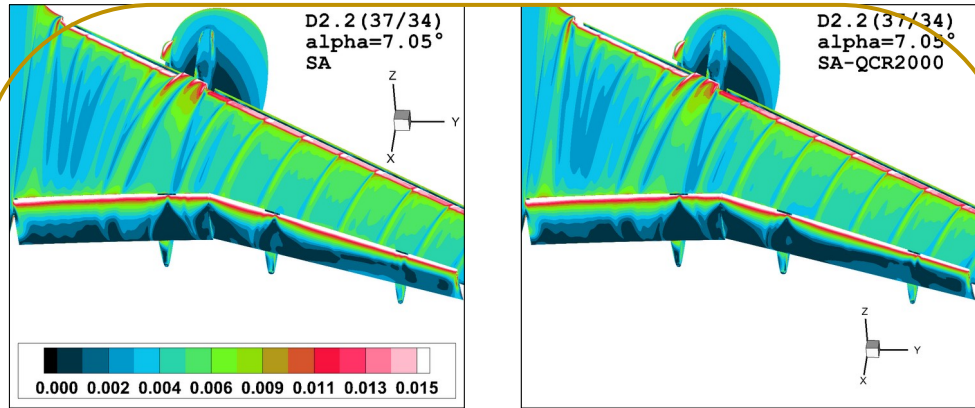 D2.2(37/34)
alpha=7.05°
SA
Z
Y
X
0.000 0.002 0.004 0.006 0.009 0.011 0.013 0.015
D2.2(37/34)
alpha=7.05°
SA-QCR2000
Z
Y
X